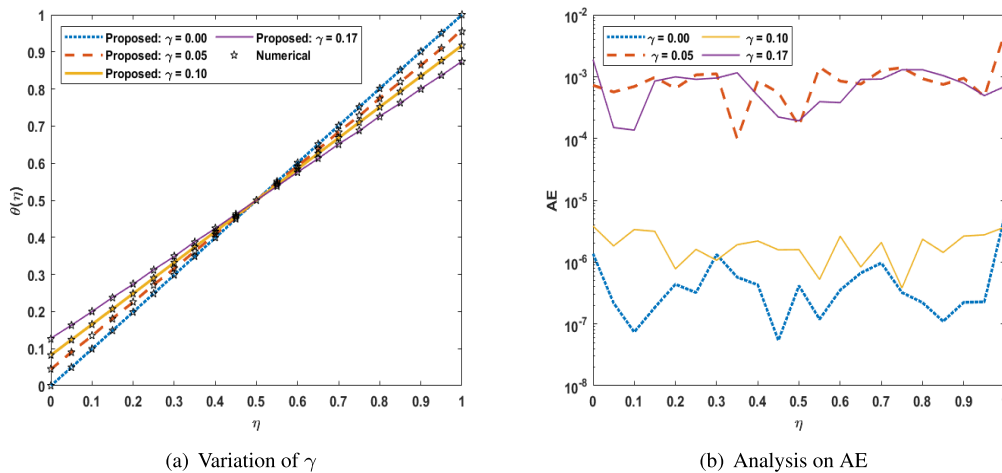 Proposed: γ = 0.00
Proposed: γ = 0.05
Proposed: γ = 0.10
Proposed: γ = 0.17
Numerical
1
0.9
0.8
0.7
0.6
0.5
0.4
0.3
0.2
0.1
0
θ(η)
0 0.1 0.2 0.3 0.4 0.5 0.6 0.7 0.8 0.9 1
η
(a) Variation of γ
γ = 0.00
γ = 0.05
γ = 0.10
γ = 0.17
10⁻²
10⁻³
10⁻⁴
10⁻⁵
10⁻⁶
10⁻⁷
10⁻⁸
AE
0 0.1 0.2 0.3 0.4 0.5 0.6 0.7 0.8 0.9 1
η
(b) Analysis on AE